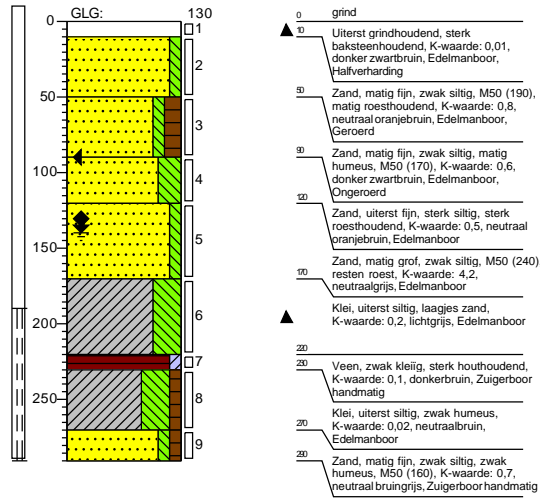 GLG: 130
0
50
100
150
200
250
1
2
3
4
5
6
7
8
9
0
grind
10
Uiterst grindhoudend, sterk
baksteenhoudend, K-waarde: 0,01,
donker zwartbruin, Edelmanboor,
Halfverharding
50
Zand, matig fijn, zwak siltig, M50 (190),
matig roesthoudend, K-waarde: 0,8,
neutraal oranjebruin, Edelmanboor,
Geroerd
90
Zand, matig fijn, zwak siltig, matig
humeus, M50 (170), K-waarde: 0,6,
donker zwartbruin, Edelmanboor,
Ongeroerd
120
Zand, uiterst fijn, sterk siltig, sterk
roesthoudend, K-waarde: 0,5, neutraal
oranjebruin, Edelmanboor
170
Zand, matig grof, zwak siltig, M50 (240)
resten roest, K-waarde: 4,2,
neutraalgrijs, Edelmanboor
Klei, uiterst siltig, laagjes zand,
K-waarde: 0,2, lichtgrijs, Edelmanboor
220
230
Veen, zwak kleiïg, sterk houthoudend,
K-waarde: 0,1, donkerbruin, Zuigerboor
handmatig
270
Klei, uiterst siltig, zwak humeus,
K-waarde: 0,02, neutraalbruin,
Edelmanboor
290
Zand, matig fijn, zwak siltig, zwak
humeus, M50 (160), K-waarde: 0,7,
neutraal bruingrijs, Zuigerboor handmatig